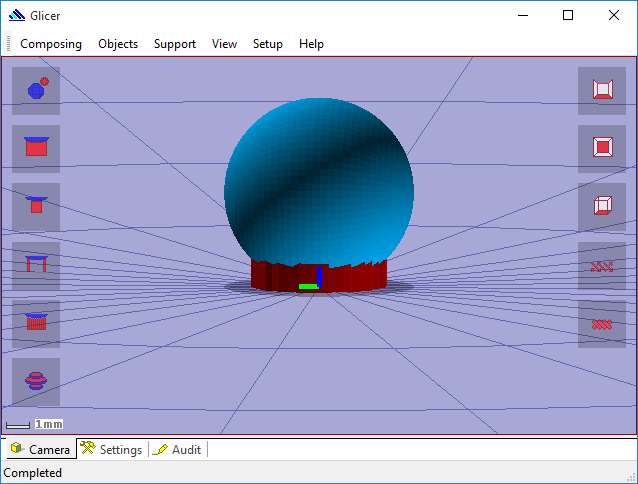 Glicer
Composing Objects Support View Setup Help
1mm
Camera Settings Audit
Completed